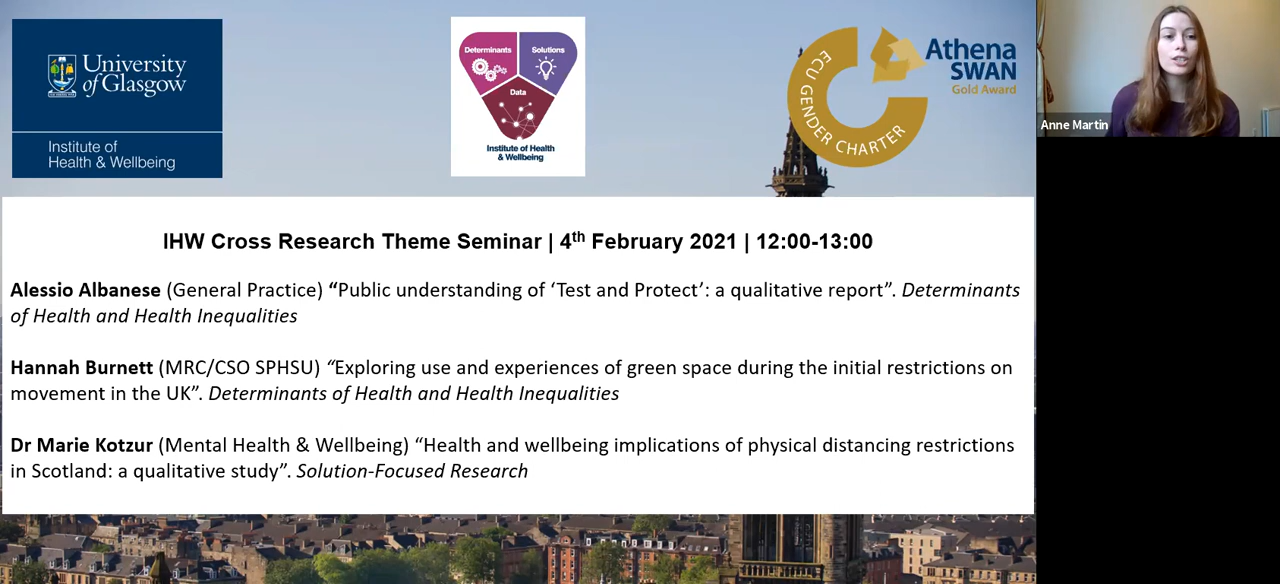 University
of Glasgow
Institute of
Health & Wellbeing
Determinants
Solutions
Data
Institute of Health
& Wellbeing
ECU GENDER CHARTER
Athena
SWAN
Gold Award
Anne Martin
IHW Cross Research Theme Seminar | 4th February 2021 | 12:00-13:00
Alessio Albanese (General Practice) “Public understanding of ‘Test and Protect’: a qualitative report”. Determinants
of Health and Health Inequalities
Hannah Burnett (MRC/CSO SPHSU) “Exploring use and experiences of green space during the initial restrictions on
movement in the UK”. Determinants of Health and Health Inequalities
Dr Marie Kotzur (Mental Health & Wellbeing) “Health and wellbeing implications of physical distancing restrictions
in Scotland: a qualitative study”. Solution-Focused Research